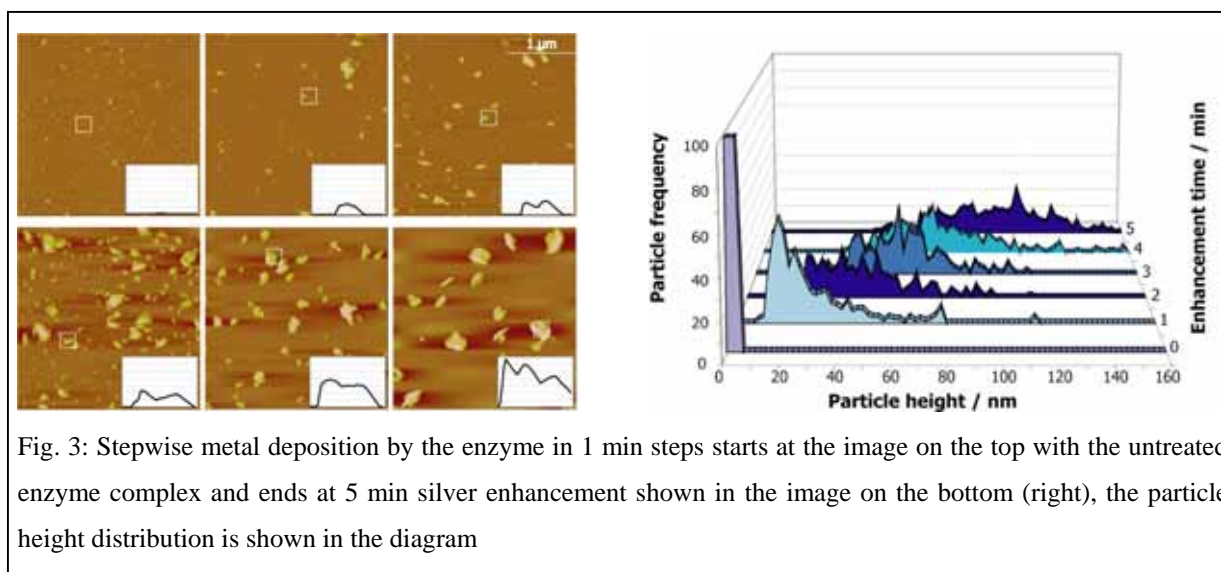 1 µm
Particle frequency
100
80
60
40
20
0
0 20 40 60 80 100 120 140 160
Particle height / nm
5
4
3
2
1
0
Enhancement time / min
Fig. 3: Stepwise metal deposition by the enzyme in 1 min steps starts at the image on the top with the untreated
enzyme complex and ends at 5 min silver enhancement shown in the image on the bottom (right), the particle
height distribution is shown in the diagram